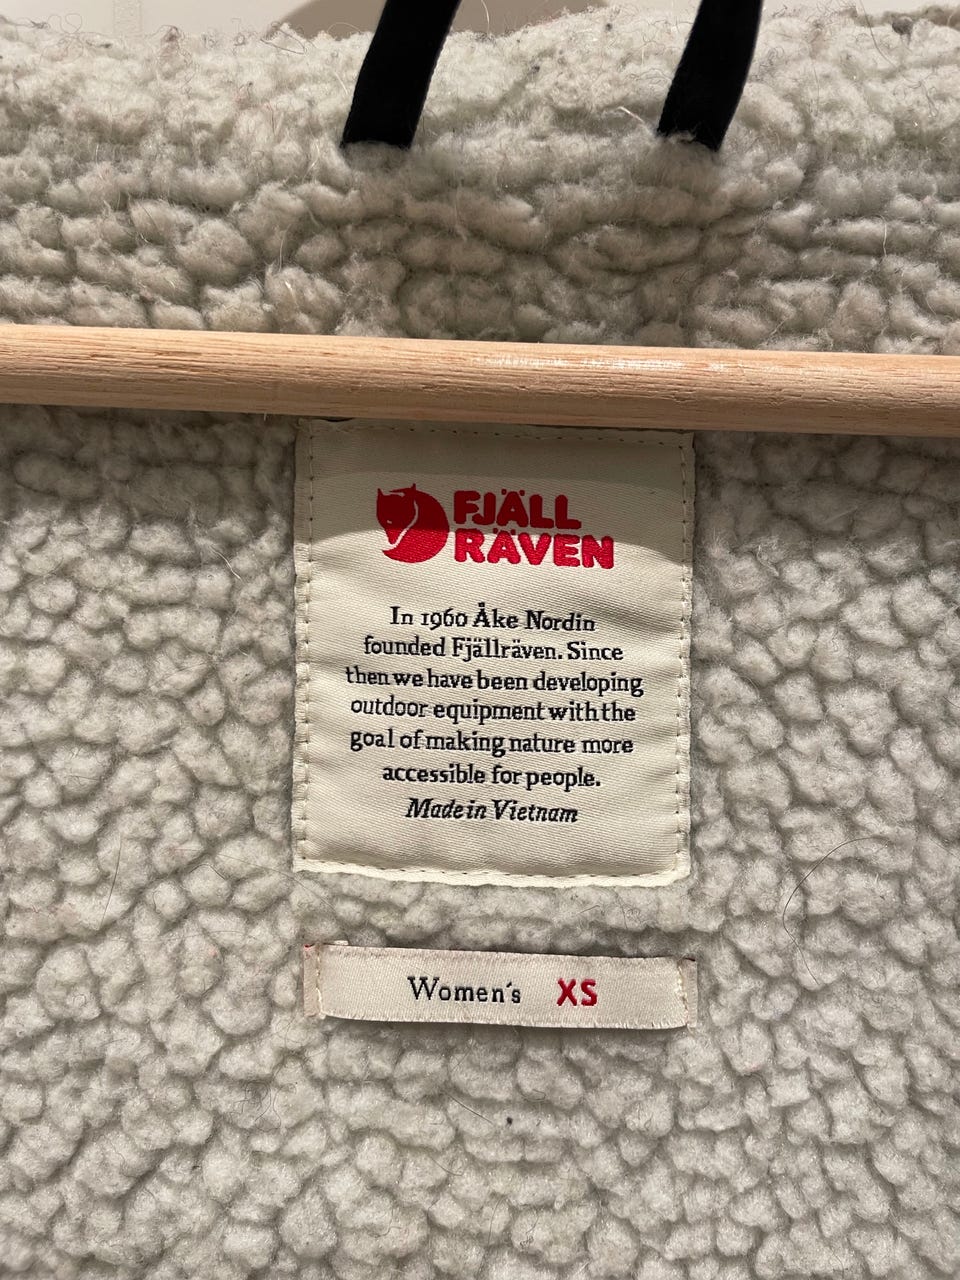 FJÄLL
RÄVEN
In 1960 Åke Nordin
founded Fjällräven. Since
then we have been developing
outdoor equipment with the
goal of making nature more
accessible for people.
Made in Vietnam
Women's XS